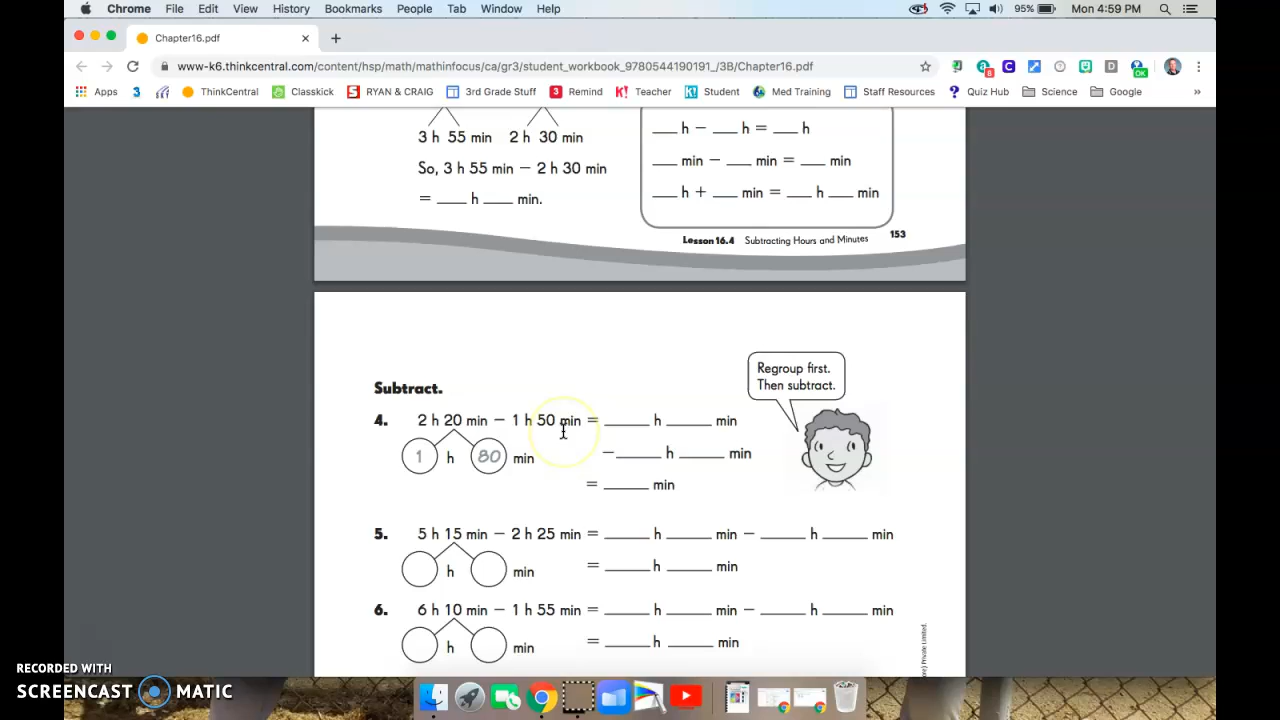 Chrome File Edit View History Bookmarks People Tab Window Help 95% Mon 4:59 PM
Chapter16.pdf
www-k6.thinkcentral.com/content/hsp/math/mathinfocus/ca/gr3/student_workbook_9780544190191_/3B/Chapter16.pdf 8 C D OK
Apps 3 ThinkCentral Classkick S RYAN & CRAIG 3rd Grade Stuff 3 Remind K! Teacher K! Student Med Training Staff Resources Quiz Hub Science Google »
3 h 55 min 2 h 30 min
So, 3 h 55 min − 2 h 30 min
= ___ h ___ min.
___ h − ___ h = ___ h
___ min − ___ min = ___ min
___ h + ___ min = ___ h ___ min
Lesson 16.4 Subtracting Hours and Minutes 153
Regroup first.
Then subtract.
Subtract.
4. 2 h 20 min − 1 h 50 min = ___ h ___ min
1 h 80 min − ___ h ___ min
= ___ min
5. 5 h 15 min − 2 h 25 min = ___ h ___ min − ___ h ___ min
h min = ___ h ___ min
6. 6 h 10 min − 1 h 55 min = ___ h ___ min − ___ h ___ min
h min = ___ h ___ min
Private Limited.
RECORDED WITH
SCREENCAST MATIC